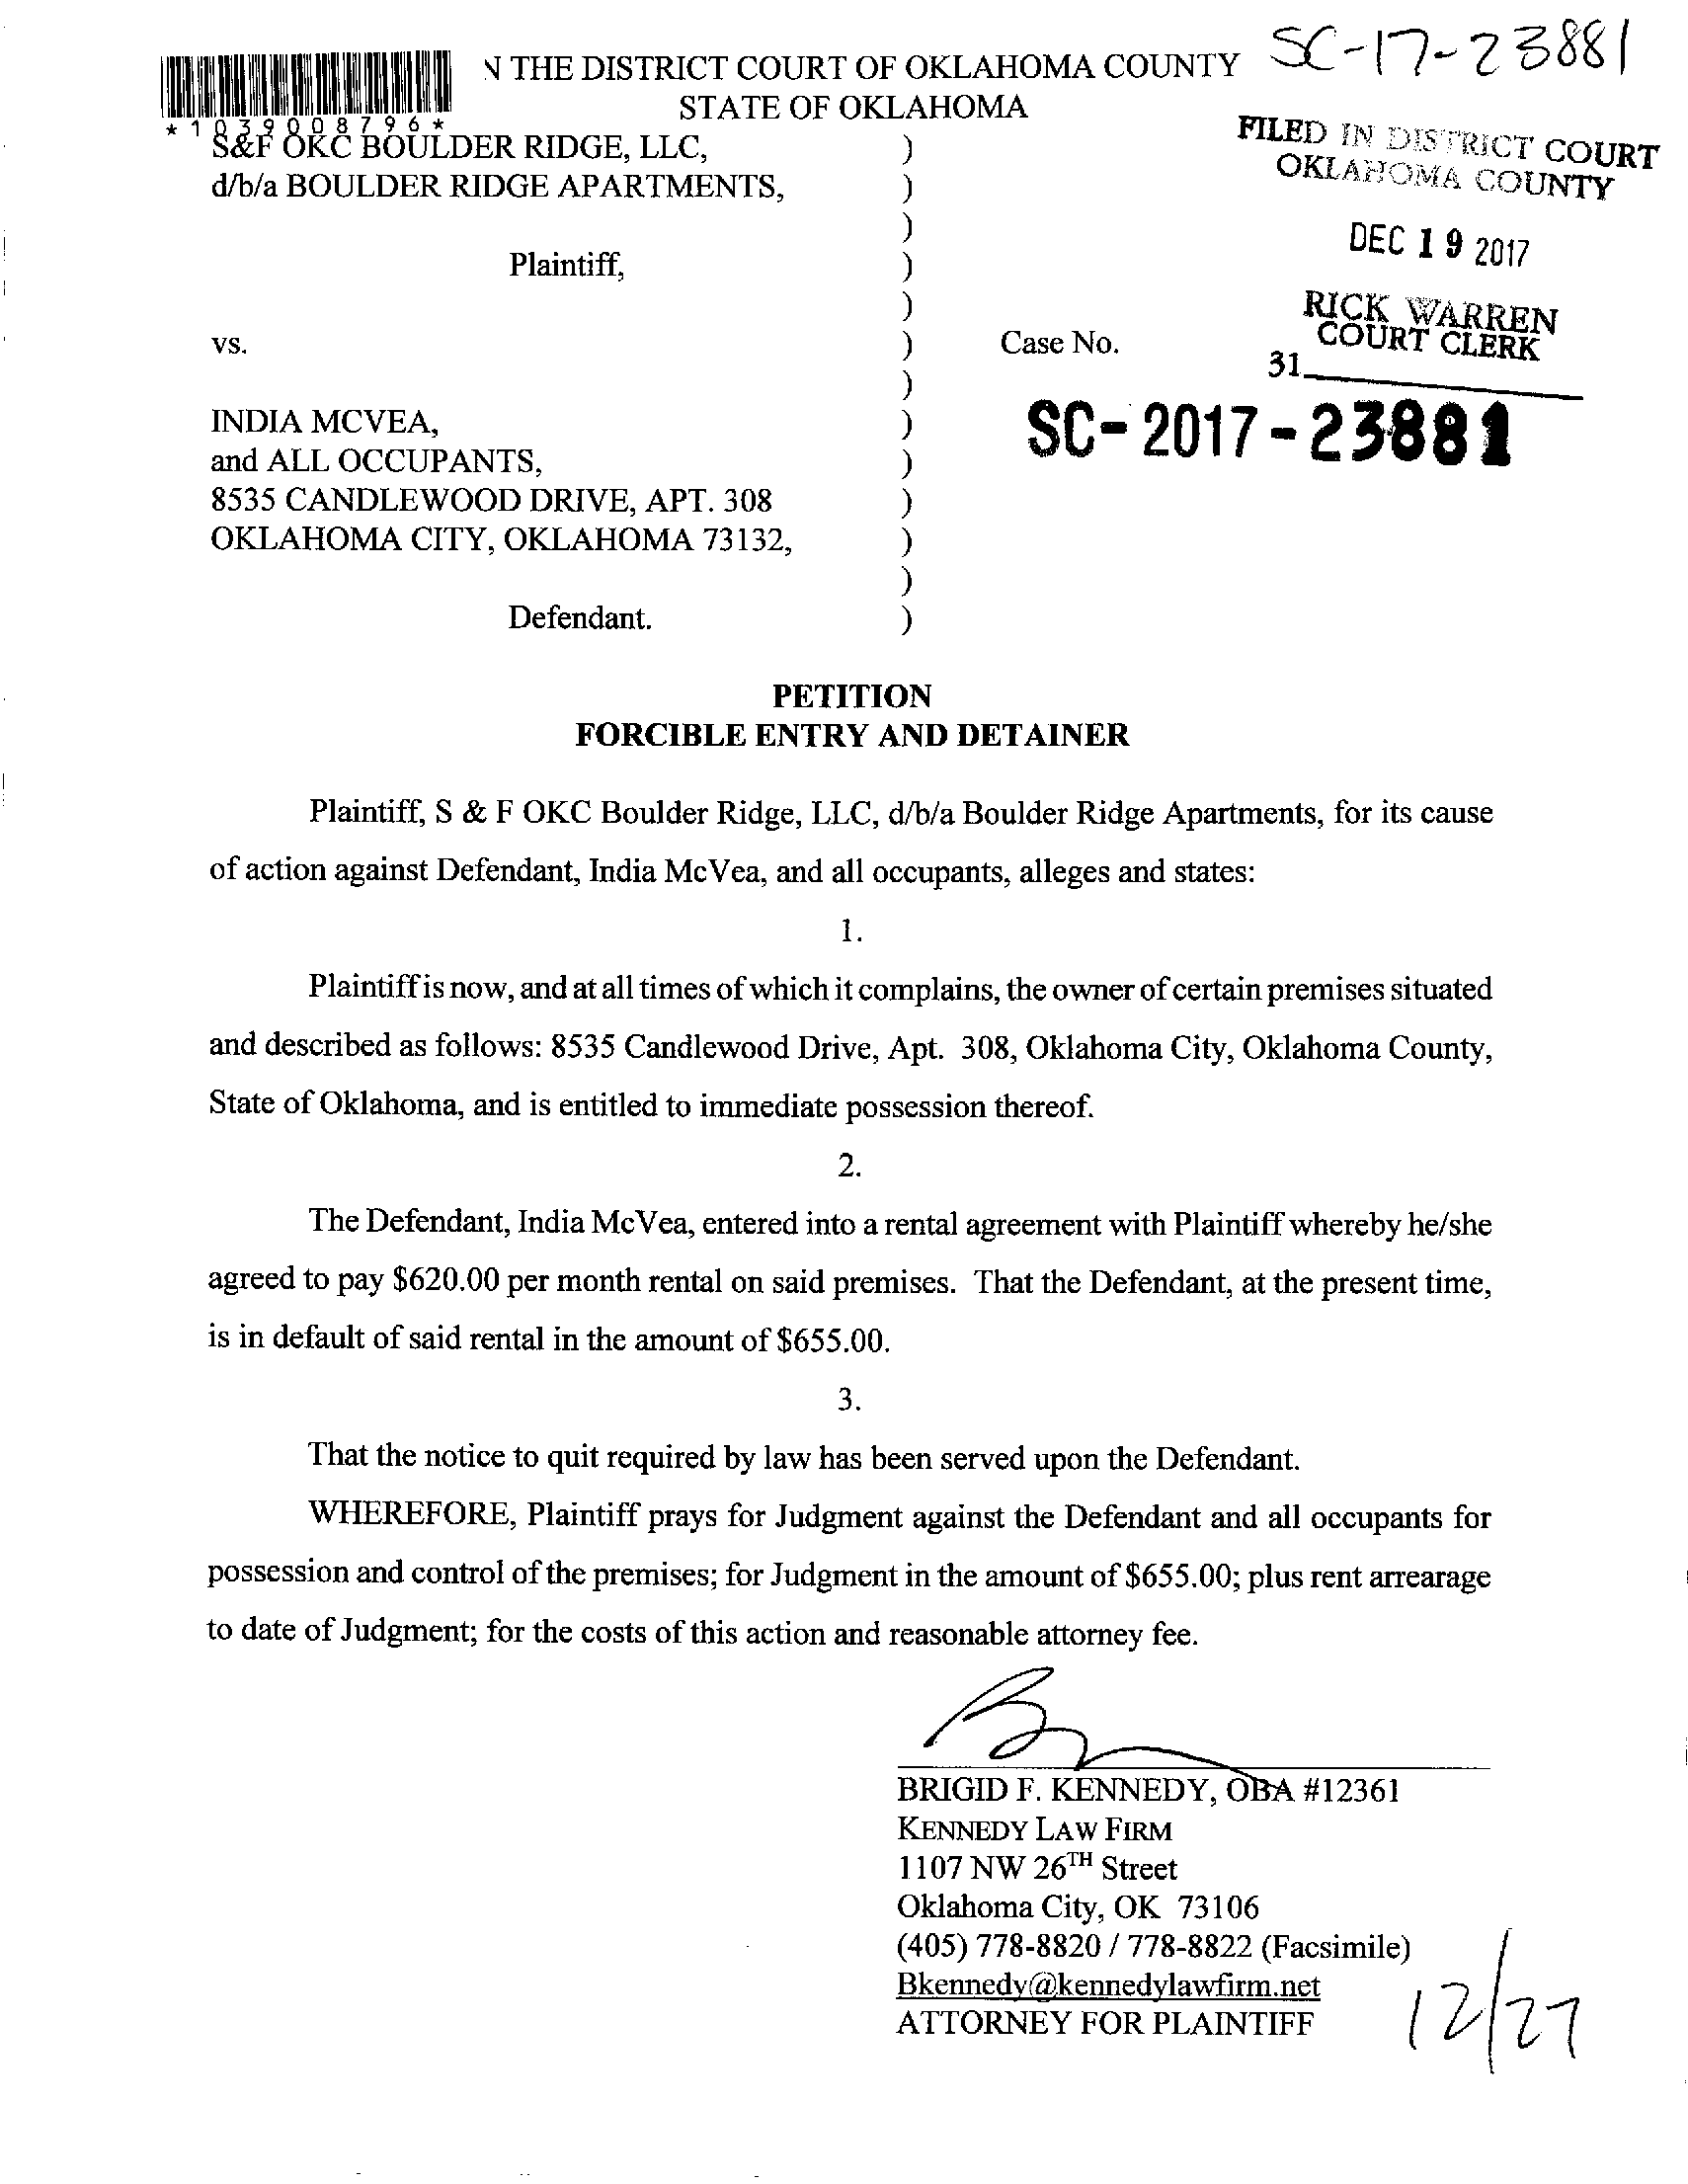 SC-17-23881
N THE DISTRICT COURT OF OKLAHOMA COUNTY
STATE OF OKLAHOMA
*1039008796*
S&F OKC BOULDER RIDGE, LLC, )
d/b/a BOULDER RIDGE APARTMENTS, )
)
Plaintiff, )
)
vs. ) Case No.
)
INDIA MCVEA, )
and ALL OCCUPANTS, )
8535 CANDLEWOOD DRIVE, APT. 308 )
OKLAHOMA CITY, OKLAHOMA 73132, )
)
Defendant. )
FILED IN DISTRICT COURT
OKLAHOMA COUNTY
DEC 19 2017
RICK WARREN
COURT CLERK
31
SC-2017-23881
PETITION
FORCIBLE ENTRY AND DETAINER
Plaintiff, S & F OKC Boulder Ridge, LLC, d/b/a Boulder Ridge Apartments, for its cause
of action against Defendant, India McVea, and all occupants, alleges and states:
1.
Plaintiff is now, and at all times of which it complains, the owner of certain premises situated
and described as follows: 8535 Candlewood Drive, Apt. 308, Oklahoma City, Oklahoma County,
State of Oklahoma, and is entitled to immediate possession thereof.
2.
The Defendant, India McVea, entered into a rental agreement with Plaintiff whereby he/she
agreed to pay $620.00 per month rental on said premises. That the Defendant, at the present time,
is in default of said rental in the amount of $655.00.
3.
That the notice to quit required by law has been served upon the Defendant.
WHEREFORE, Plaintiff prays for Judgment against the Defendant and all occupants for
possession and control of the premises; for Judgment in the amount of $655.00; plus rent arrearage
to date of Judgment; for the costs of this action and reasonable attorney fee.
BRIGID F. KENNEDY, OBA #12361
KENNEDY LAW FIRM
1107 NW 26TH Street
Oklahoma City, OK 73106
(405) 778-8820 / 778-8822 (Facsimile)
Bkennedy@kennedylawfirm.net
ATTORNEY FOR PLAINTIFF
12/27